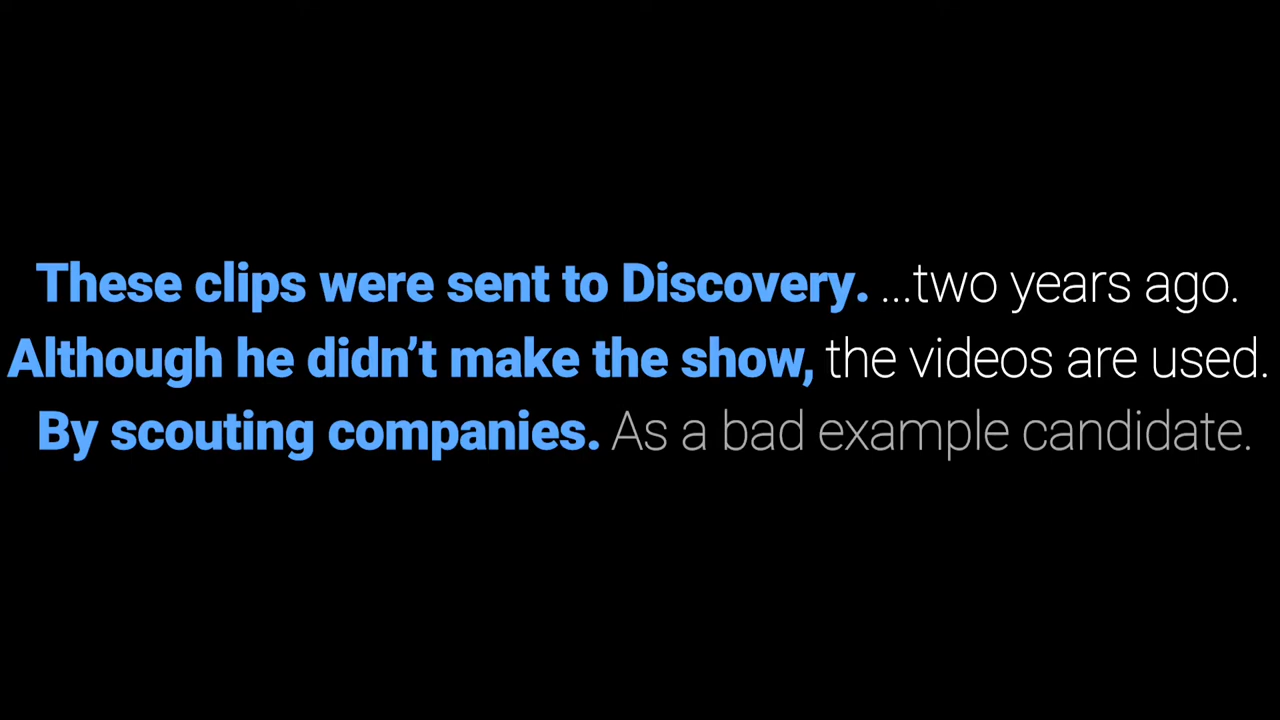 These clips were sent to Discovery. ...two years ago.
Although he didn’t make the show, the videos are used.
By scouting companies. As a bad example candidate.